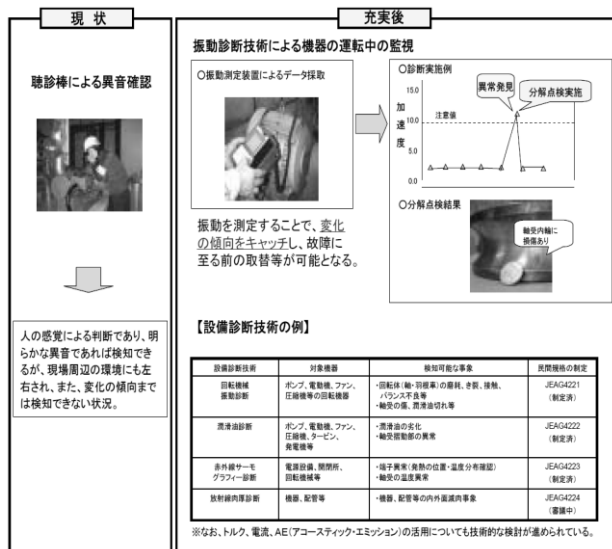 現　状
聴診棒による異音確認
人の感覚による判断であり、明
らかな異音であれば検知でき
るが、現場周辺の環境にも左
右され、また、変化の傾向まで
は検知できない状況。
充実後
振動診断技術による機器の運転中の監視
○振動測定装置によるデータ採取
振動を測定することで、変化
の傾向をキャッチし、故障に
至る前の取替等が可能となる。
○診断実施例
異常発見
分解点検実施
加速度
15.0
10.0
5.0
0.0
注意値
○分解点検結果
軸受内輪に
損傷あり
【設備診断技術の例】
設備診断技術　対象機器　検知可能な事象　民間規格の制定
回転機械　ポンプ、電動機、ファン、　・回転体(軸・羽根車)の磨耗、き裂、接触、　JEAG4221
振動診断　圧縮機等の回転機器　バランス不良等　(制定済)
・軸受の傷、潤滑油切れ等
潤滑油診断　ポンプ、電動機、ファン、　・潤滑油の劣化　JEAG4222
圧縮機、タービン、　・軸受摺動部の異常　(制定済)
発電機等
赤外線サーモ　電源設備、開閉所、　・端子異常(発熱の位置・温度分布確認)　JEAG4223
グラフィー診断　回転機械等　・軸受の温度異常　(制定済)
放射線肉厚診断　機器、配管等　・機器、配管等の内外面減肉事象　JEAG4224
(審議中)
※なお、トルク、電流、AE(アコースティック・エミッション)の活用についても技術的な検討が進められている。